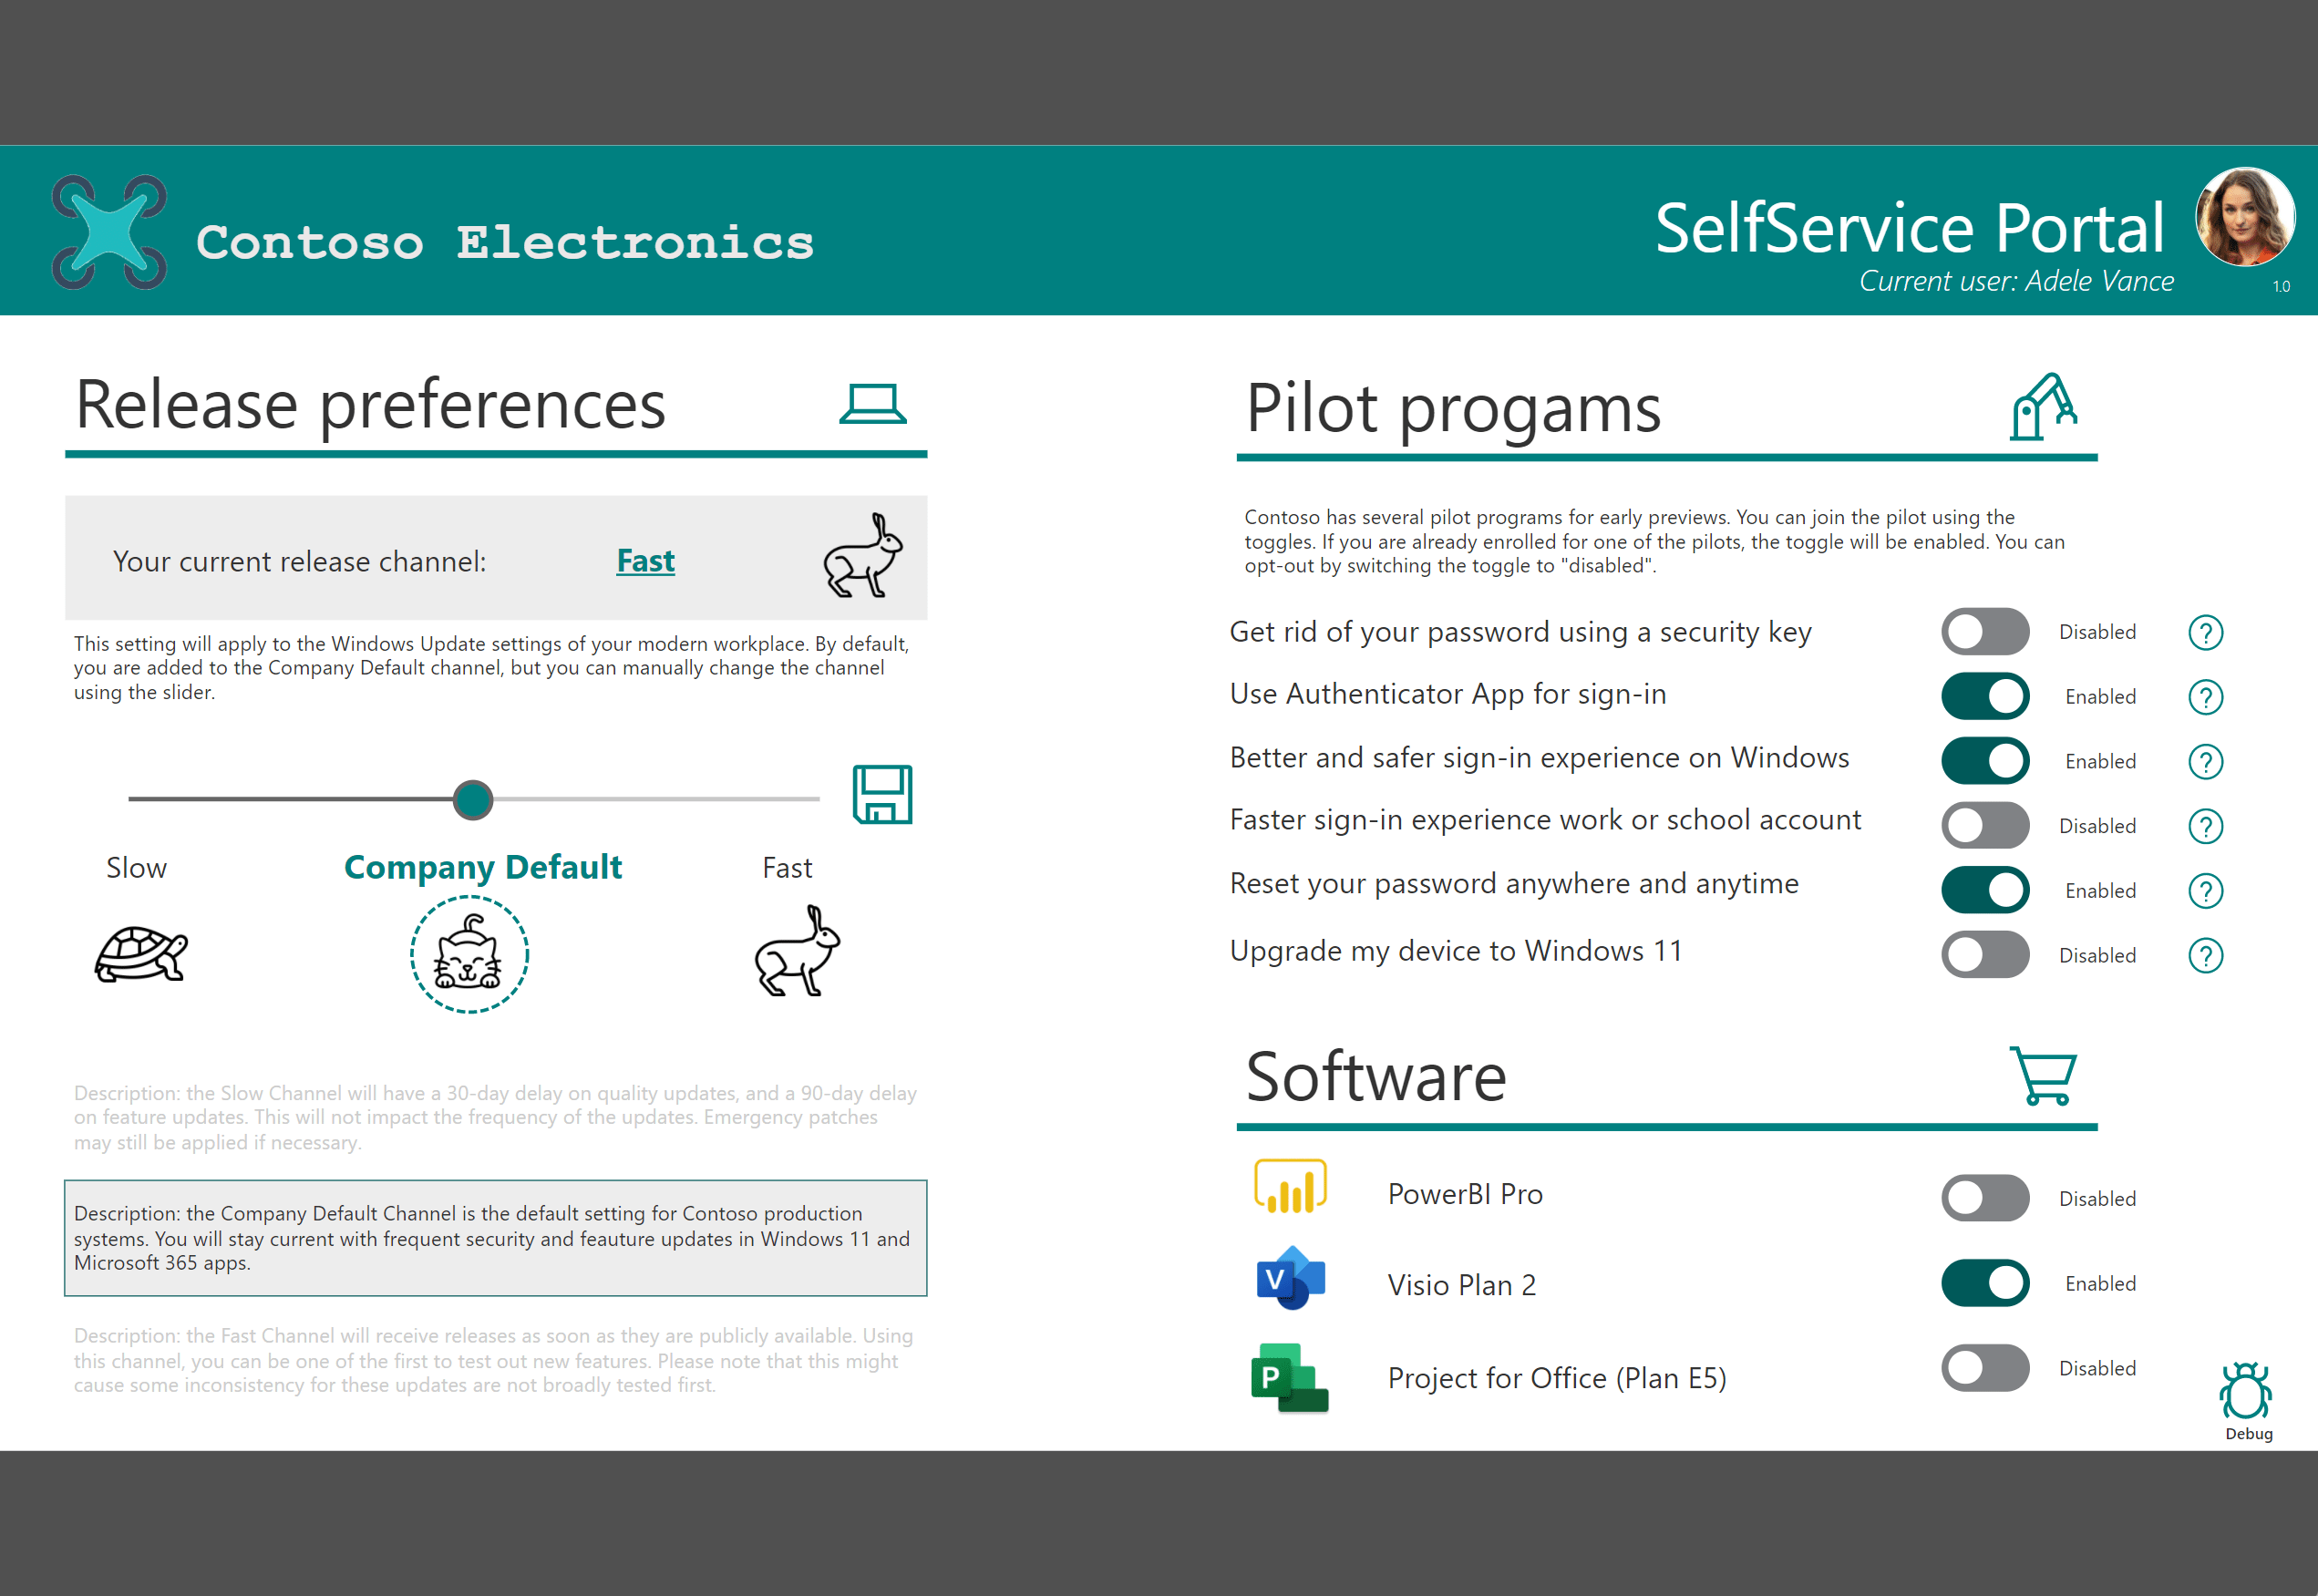 Contoso Electronics
SelfService Portal
Current user: Adele Vance
1.0
Release preferences
Your current release channel:
Fast
This setting will apply to the Windows Update settings of your modern workplace. By default,
you are added to the Company Default channel, but you can manually change the channel
using the slider.
Slow
Company Default
Fast
Description: the Slow Channel will have a 30-day delay on quality updates, and a 90-day delay
on feature updates. This will not impact the frequency of the updates. Emergency patches
may still be applied if necessary.
Description: the Company Default Channel is the default setting for Contoso production
systems. You will stay current with frequent security and feauture updates in Windows 11 and
Microsoft 365 apps.
Description: the Fast Channel will receive releases as soon as they are publicly available. Using
this channel, you can be one of the first to test out new features. Please note that this might
cause some inconsistency for these updates are not broadly tested first.
Pilot progams
Contoso has several pilot programs for early previews. You can join the pilot using the
toggles. If you are already enrolled for one of the pilots, the toggle will be enabled. You can
opt-out by switching the toggle to "disabled".
Get rid of your password using a security key
Disabled
?
Use Authenticator App for sign-in
Enabled
?
Better and safer sign-in experience on Windows
Enabled
?
Faster sign-in experience work or school account
Disabled
?
Reset your password anywhere and anytime
Enabled
?
Upgrade my device to Windows 11
Disabled
?
Software
PowerBI Pro
Disabled
V
Visio Plan 2
Enabled
P
Project for Office (Plan E5)
Disabled
Debug